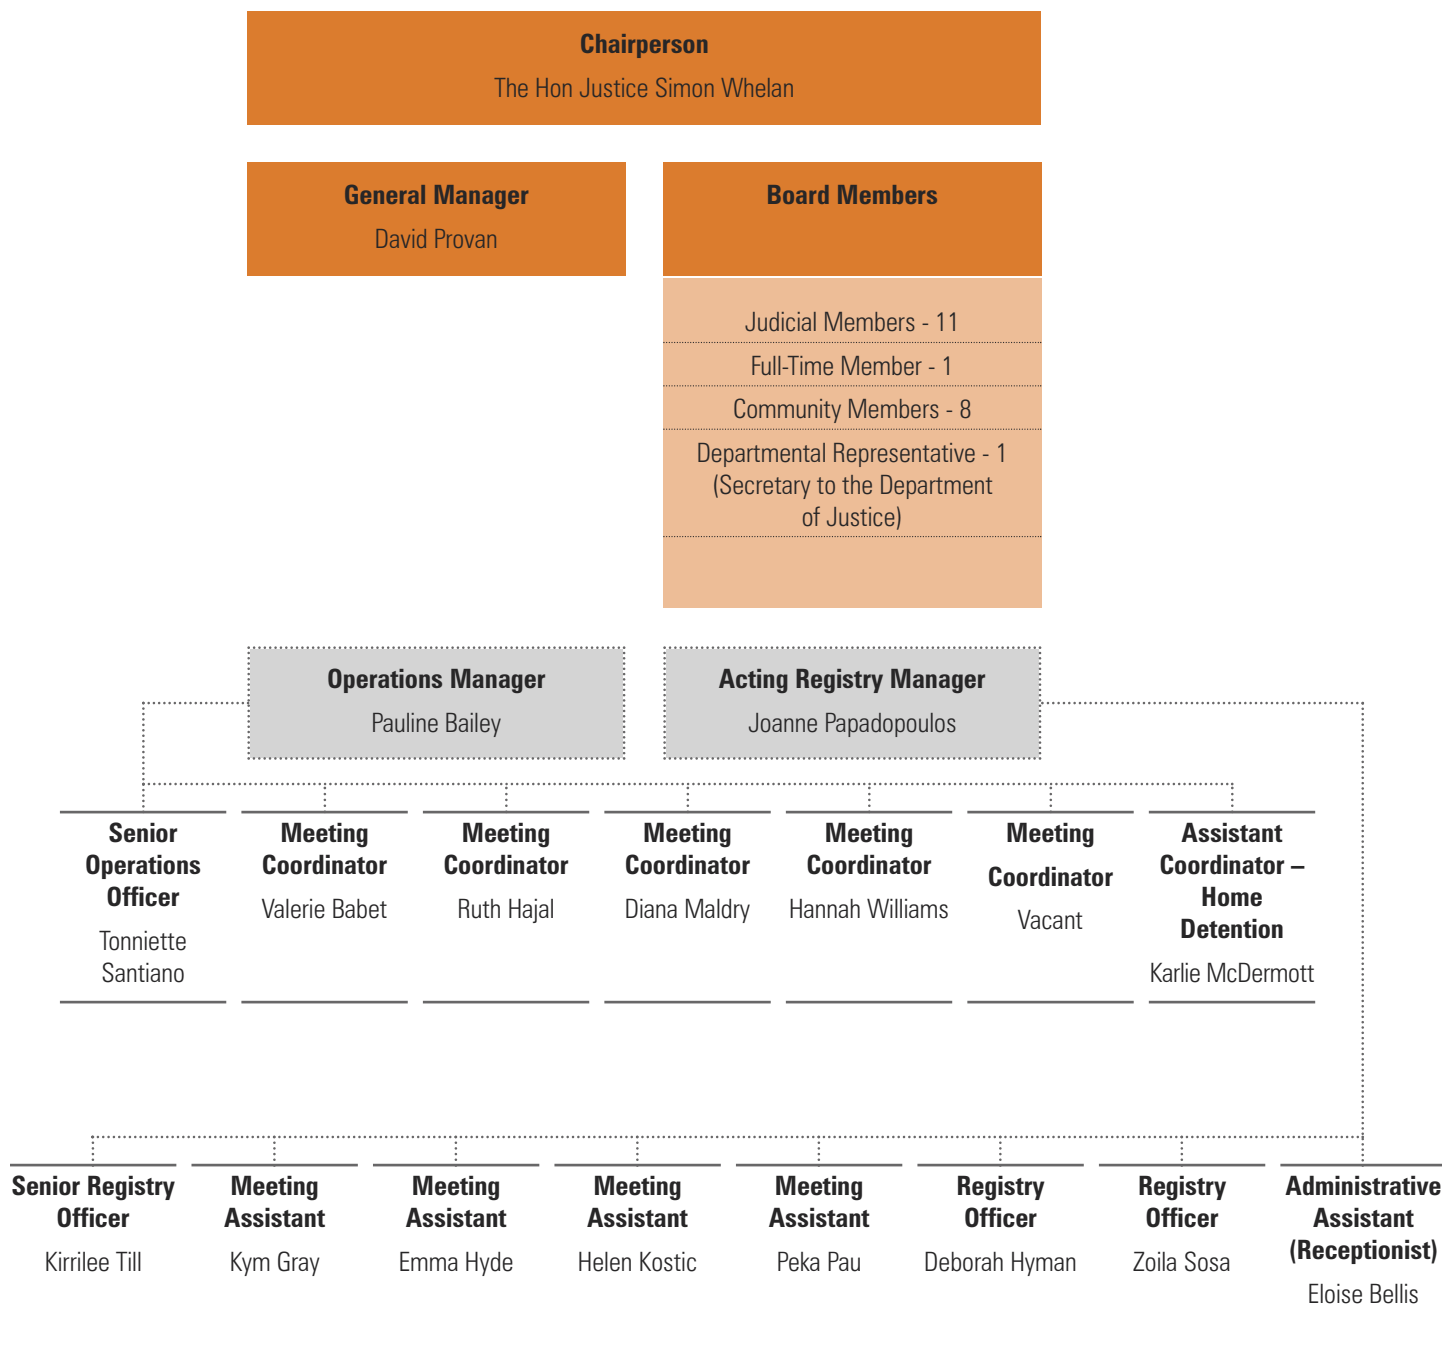 Chairperson
The Hon Justice Simon Whelan
General Manager
David Provan
Board Members
Judicial Members - 11
Full-Time Member - 1
Community Members - 8
Departmental Representative - 1
(Secretary to the Department
of Justice)
Operations Manager
Pauline Bailey
Acting Registry Manager
Joanne Papadopoulos
Senior
Operations
Officer
Tonniette
Santiano
Meeting
Coordinator
Valerie Babet
Meeting
Coordinator
Ruth Hajal
Meeting
Coordinator
Diana Maldry
Meeting
Coordinator
Hannah Williams
Meeting
Coordinator
Vacant
Assistant
Coordinator –
Home
Detention
Karlie McDermott
Senior Registry
Officer
Kirrilee Till
Meeting
Assistant
Kym Gray
Meeting
Assistant
Emma Hyde
Meeting
Assistant
Helen Kostic
Meeting
Assistant
Peka Pau
Registry
Officer
Deborah Hyman
Registry
Officer
Zoila Sosa
Administrative
Assistant
(Receptionist)
Eloise Bellis